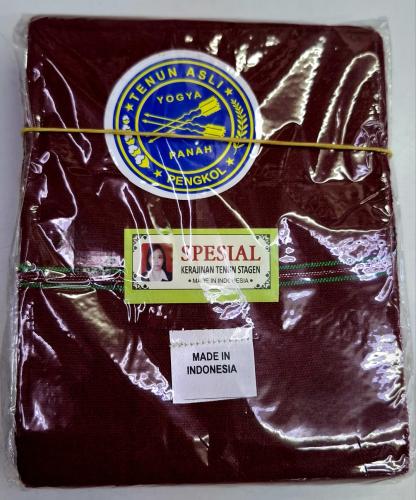 TENUN ASLI
YOGYA
PANAH
PENGKOL
SPESIAL
KERAJINAN TENUN STAGEN
• MADE IN INDONESIA •
MADE IN
INDONESIA